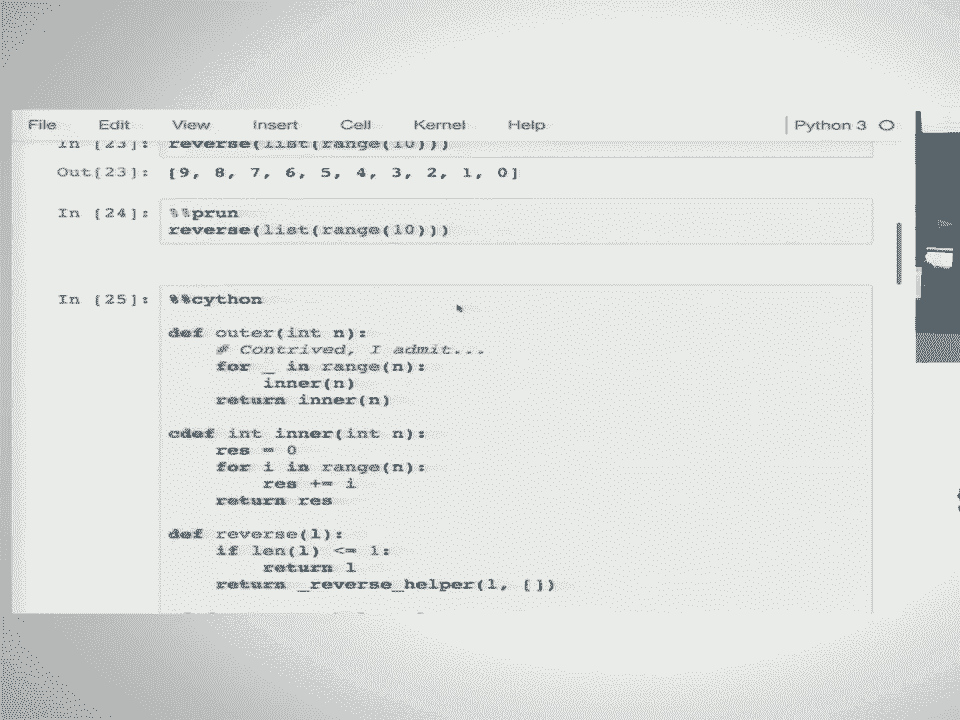 File Edit View Insert Cell Kernel Help Python 3
In [23]: reverse(list(range(10)))
Out[23]: [9, 8, 7, 6, 5, 4, 3, 2, 1, 0]
In [24]: %%prun
reverse(list(range(10)))
In [25]: %%cython
def outer(int n):
# Contrived, I admit...
for _ in range(n):
inner(n)
return inner(n)
cdef int inner(int n):
res = 0
for i in range(n):
res += i
return res
def reverse(l):
if len(l) <= 1:
return l
return _reverse_helper(l, [])